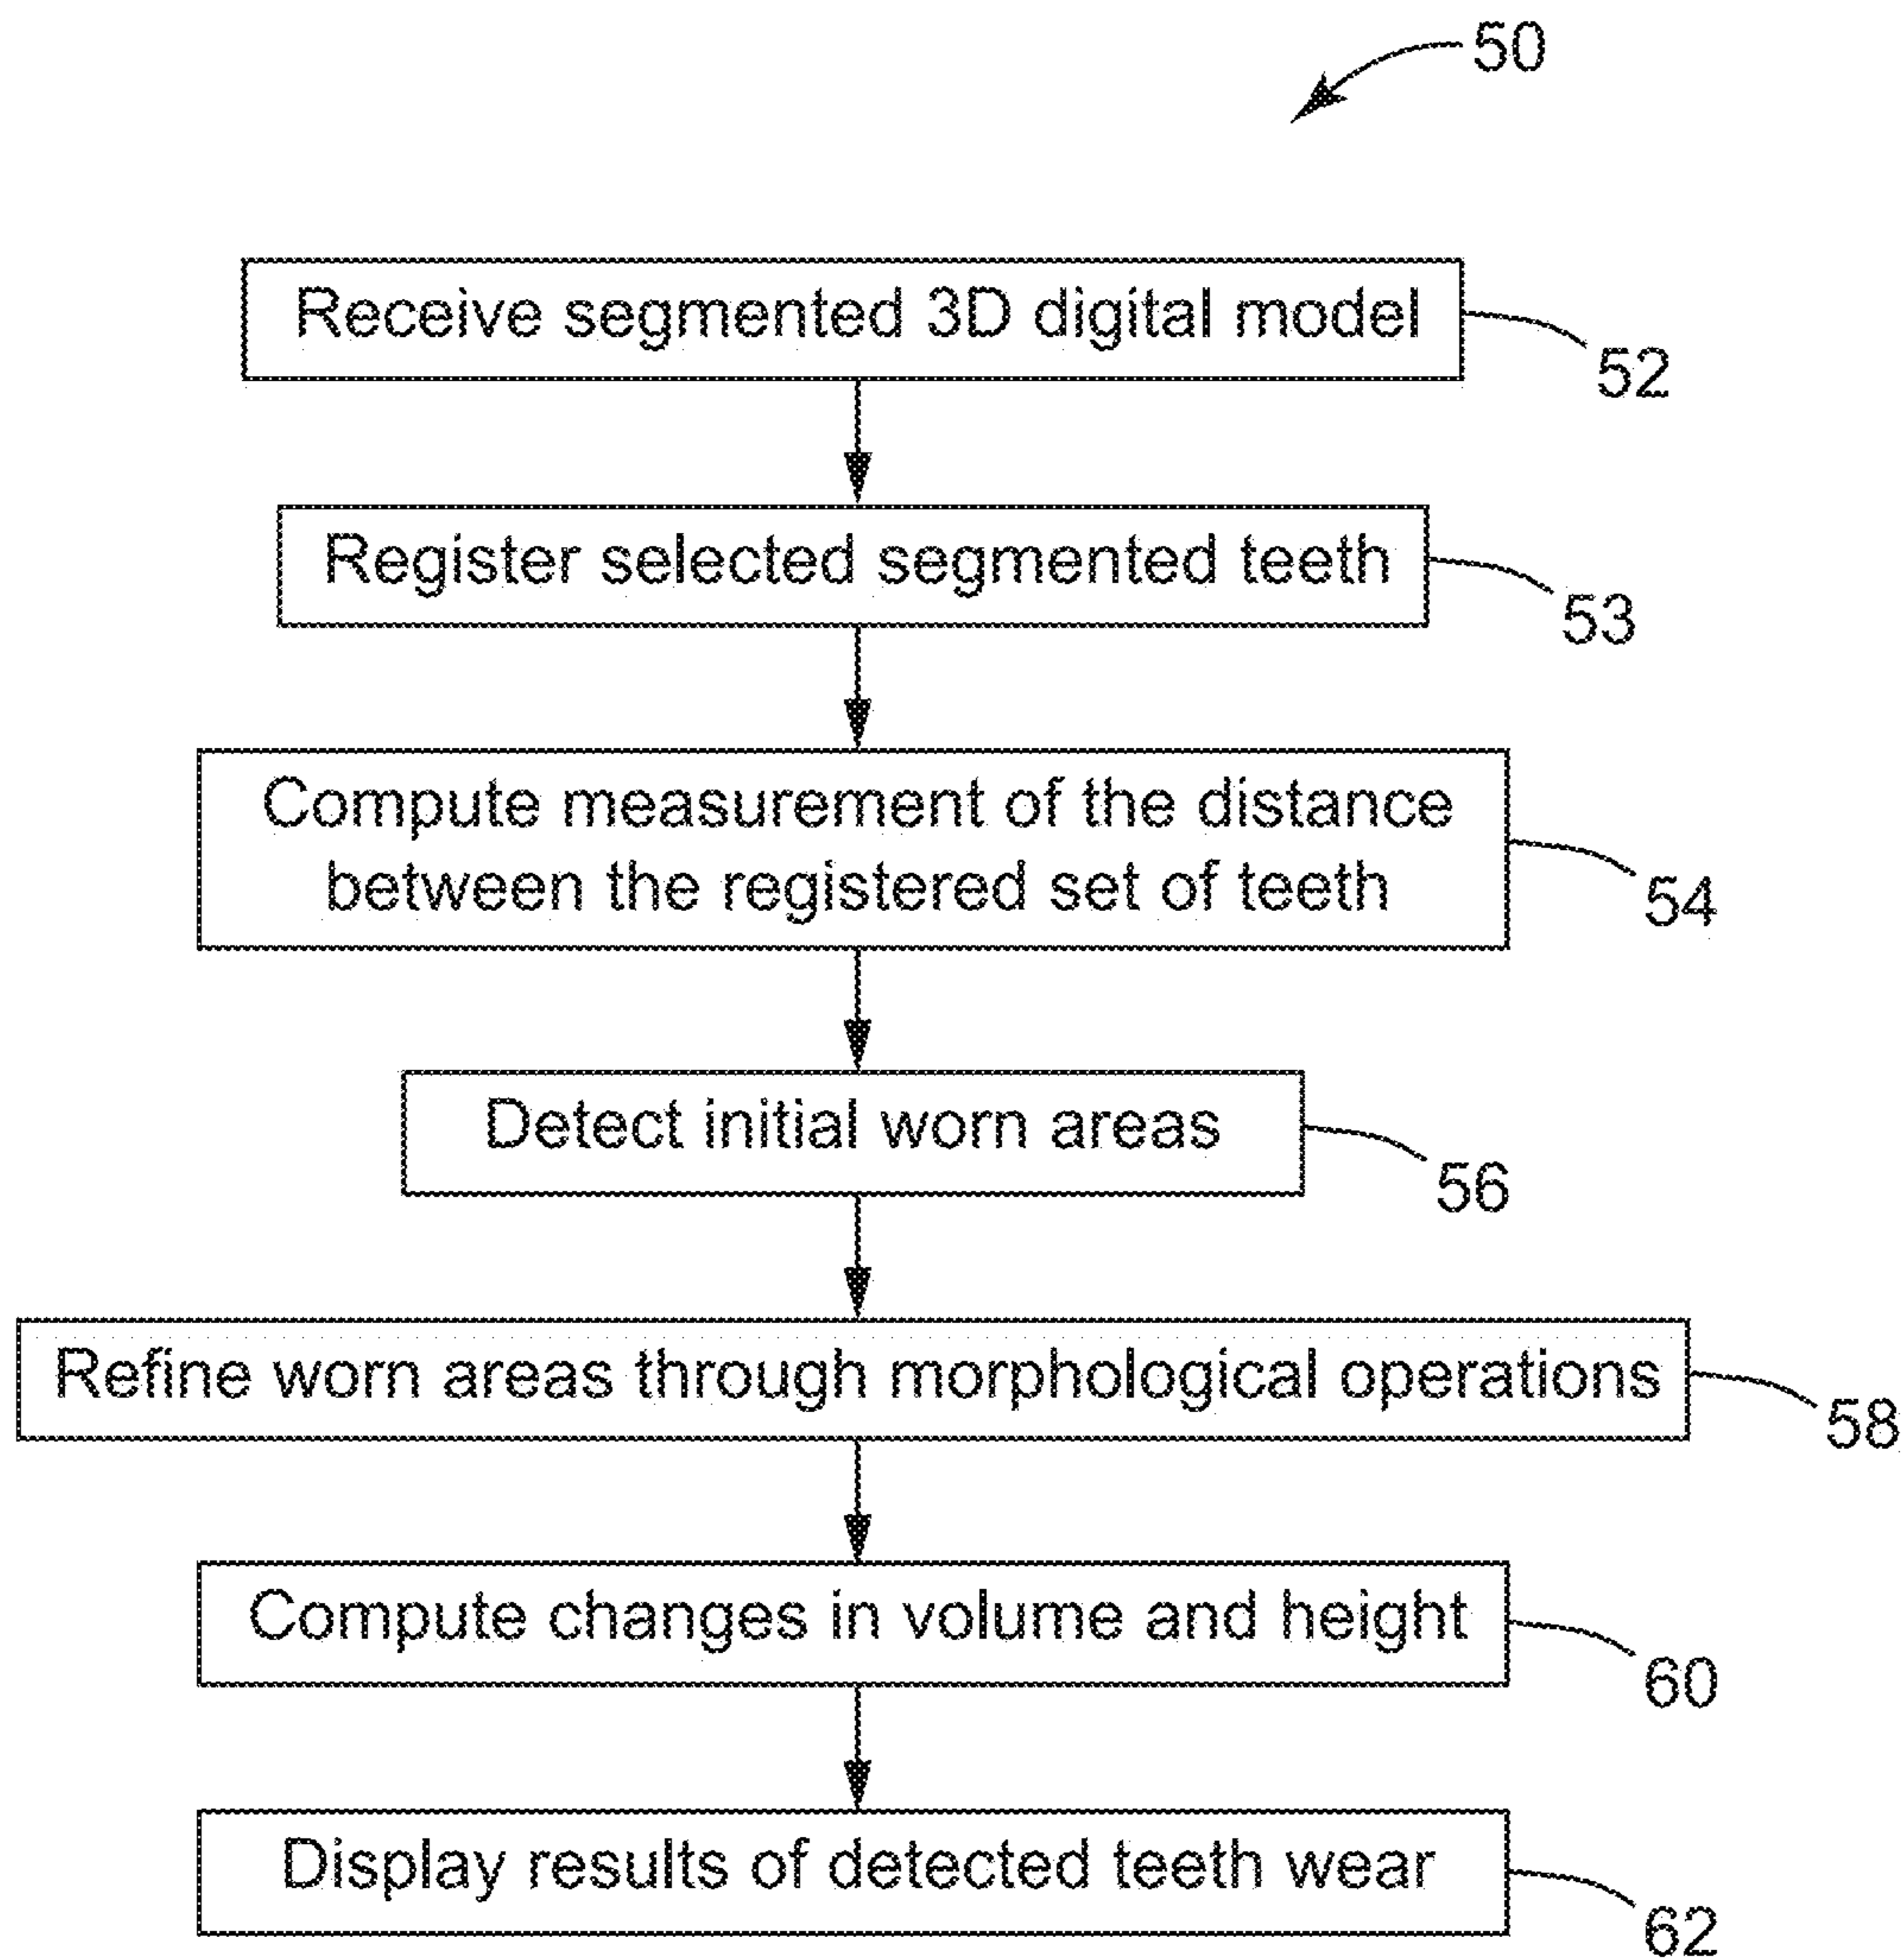 50
Receive segmented 3D digital model
52
Register selected segmented teeth
53
Compute measurement of the distance
between the registered set of teeth
54
Detect initial worn areas
56
Refine worn areas through morphological operations
58
Compute changes in volume and height
60
Display results of detected teeth wear
62